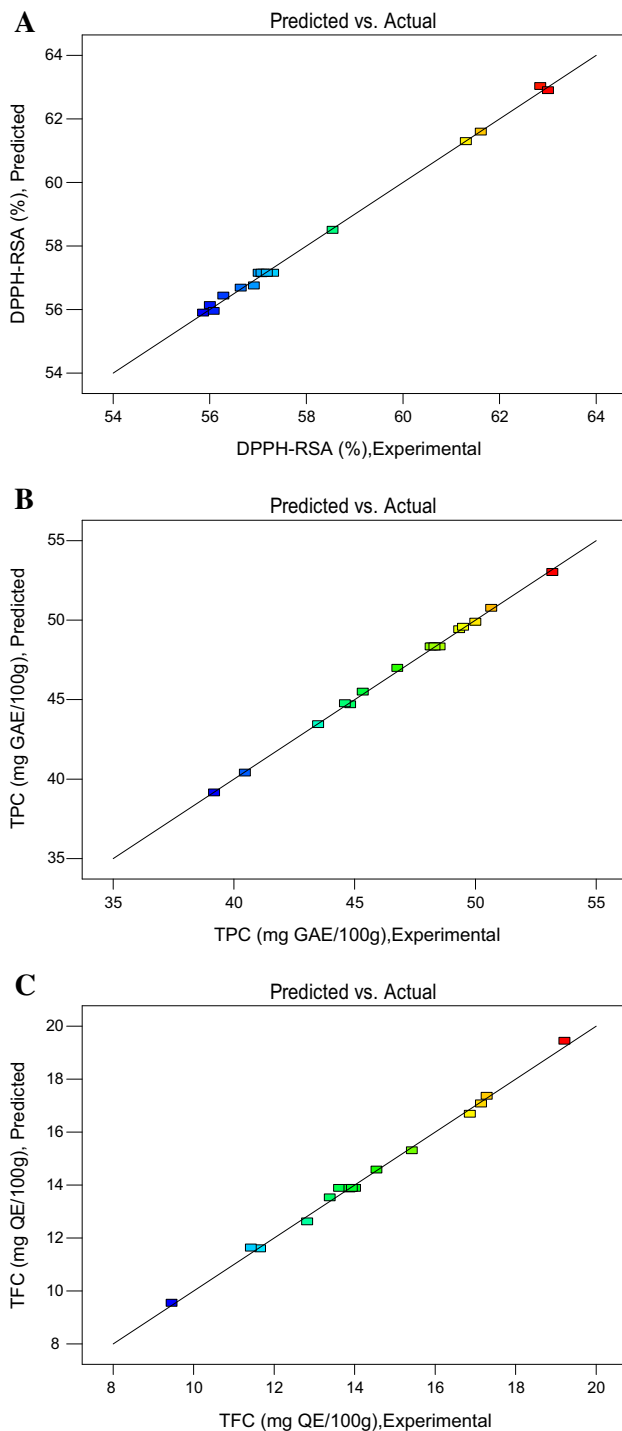 A
Predicted vs. Actual
DPPH-RSA (%), Predicted
64
62
60
58
56
54
54 56 58 60 62 64
DPPH-RSA (%),Experimental
B
Predicted vs. Actual
TPC (mg GAE/100g), Predicted
55
50
45
40
35
35 40 45 50 55
TPC (mg GAE/100g),Experimental
C
Predicted vs. Actual
TFC (mg QE/100g), Predicted
20
18
16
14
12
10
8
8 10 12 14 16 18 20
TFC (mg QE/100g),Experimental